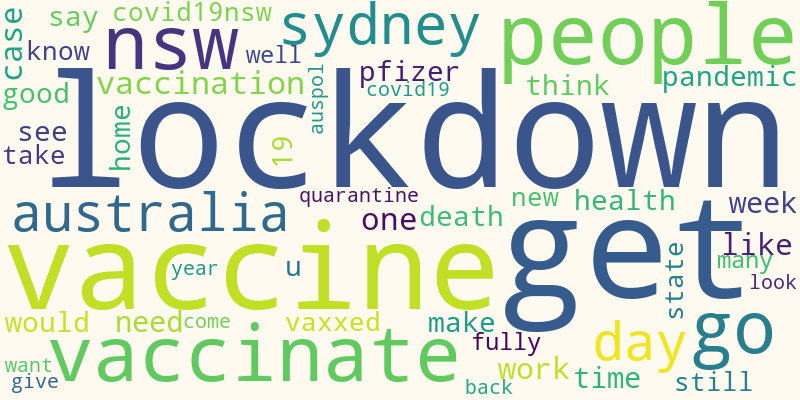 say covid19nsw
case
know
nsw
well
sydney
people
vaccination
pfizer
covid19
auspol
think
pandemic
good
see
take
home
lockdown
19
quarantine
australia
one
death
new
health
week
vaccine
year
u
get
state
like
many
look
would
need
come
vaxxed
make
fully
day
go
want
give
vaccinate
back
work
time
still